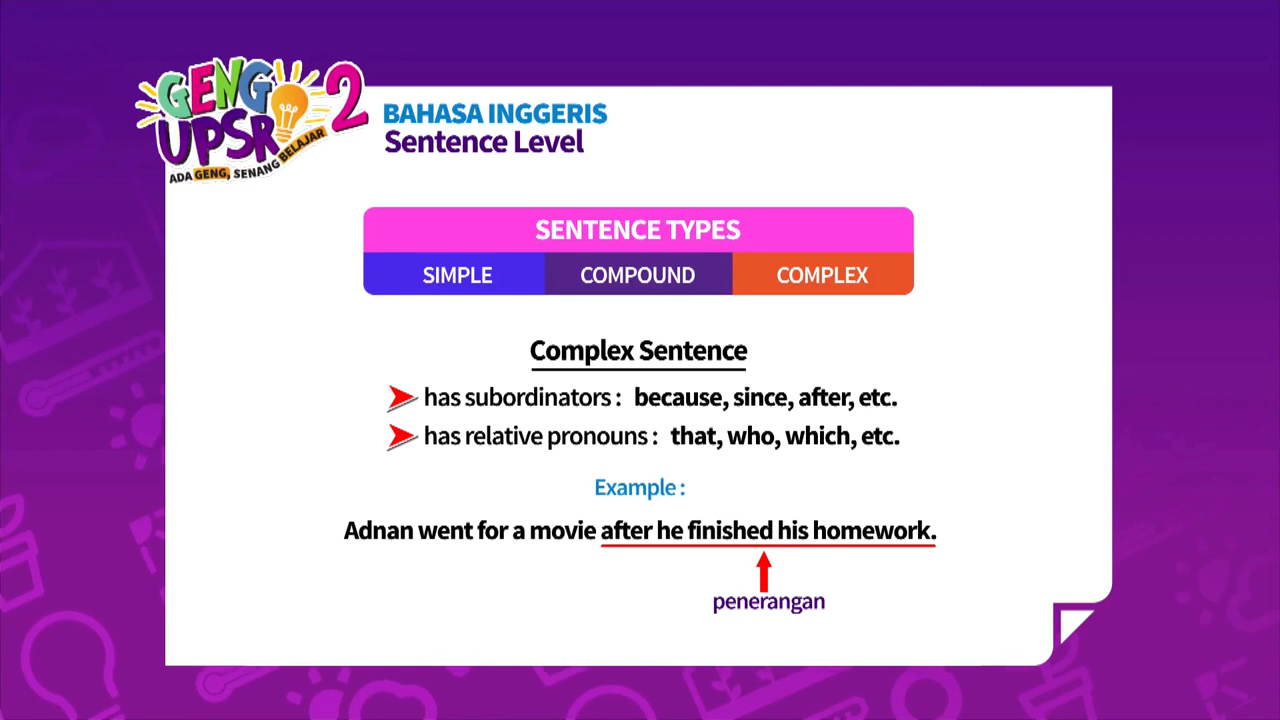 GENG
UPSR 2
ADA GENG, SENANG BELAJAR
BAHASA INGGERIS
Sentence Level
SENTENCE TYPES
SIMPLE COMPOUND COMPLEX
Complex Sentence
has subordinators : because, since, after, etc.
has relative pronouns : that, who, which, etc.
Example :
Adnan went for a movie after he finished his homework.
penerangan